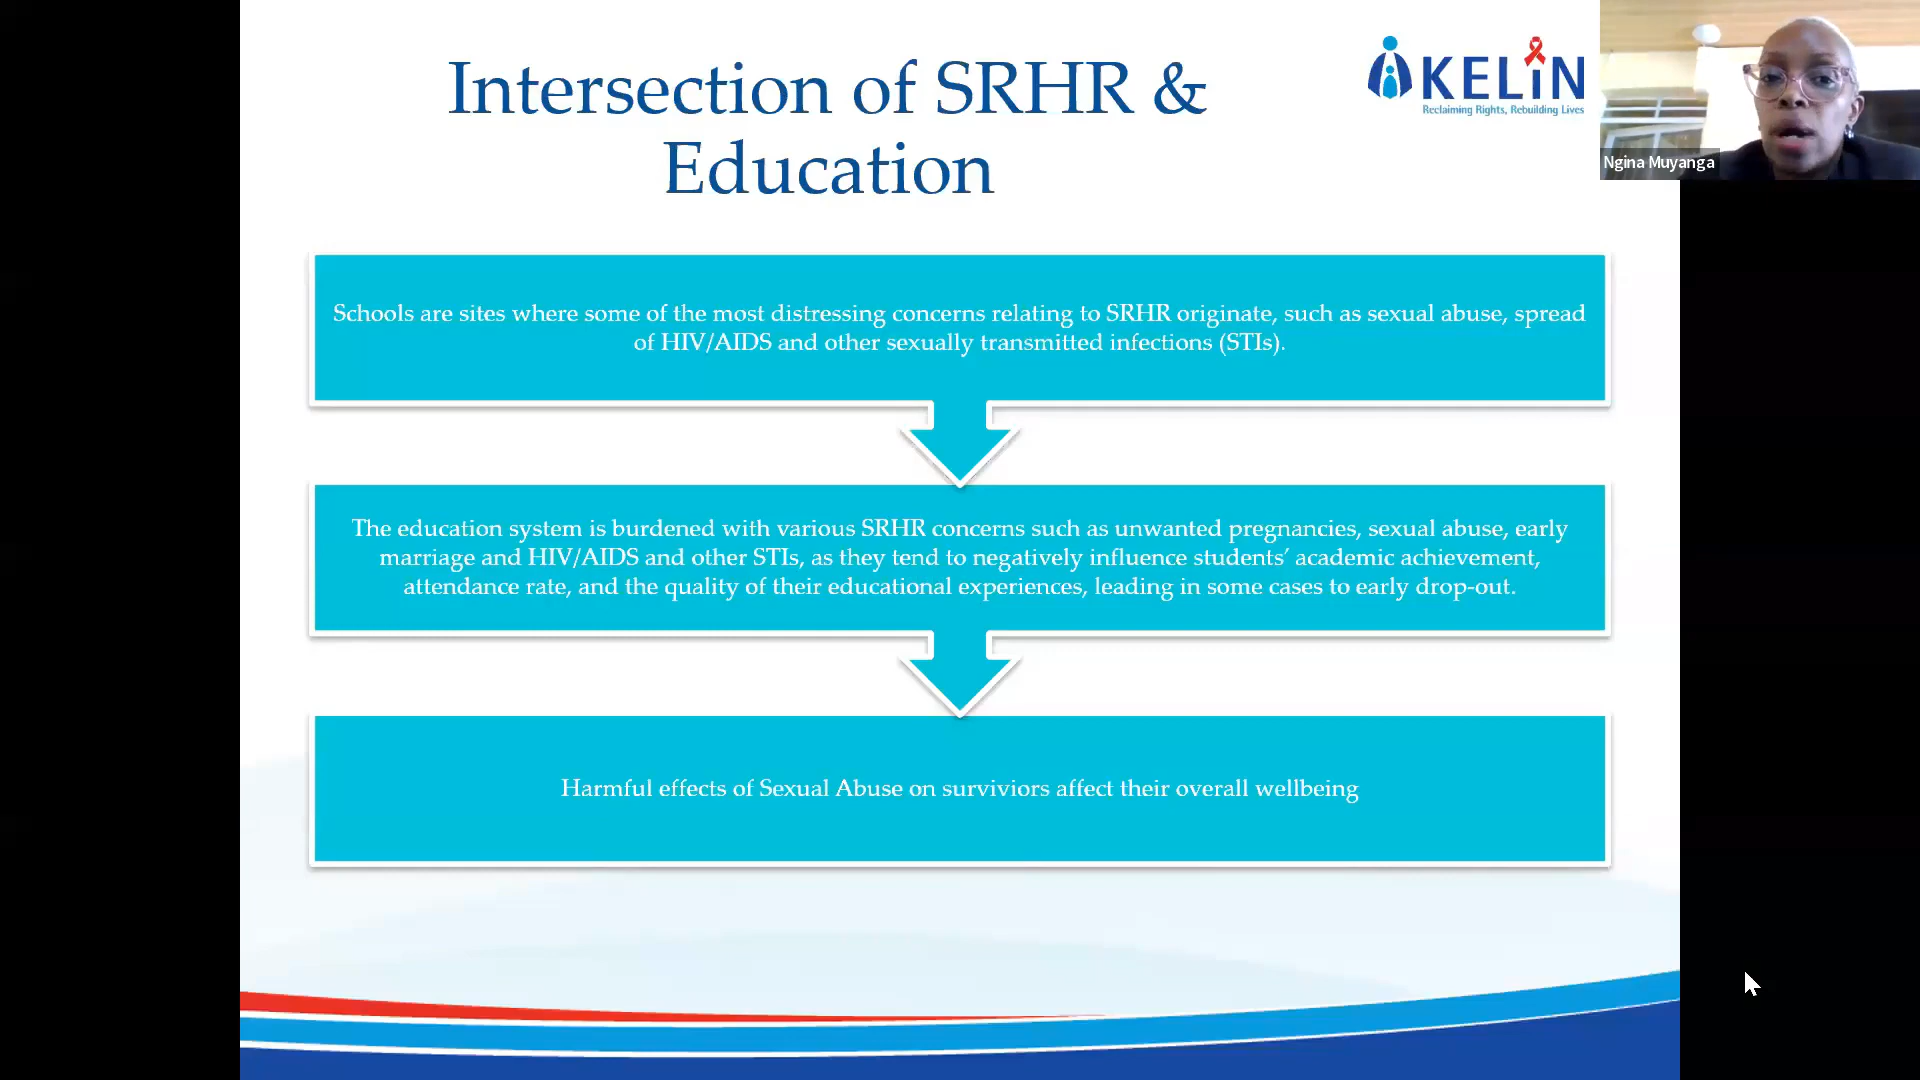 Intersection of SRHR &
Education
KELiN
Reclaiming Rights, Rebuilding Lives
Ngina Muyanga
Schools are sites where some of the most distressing concerns relating to SRHR originate, such as sexual abuse, spread
of HIV/AIDS and other sexually transmitted infections (STIs).
The education system is burdened with various SRHR concerns such as unwanted pregnancies, sexual abuse, early
marriage and HIV/AIDS and other STIs, as they tend to negatively influence students' academic achievement,
attendance rate, and the quality of their educational experiences, leading in some cases to early drop-out.
Harmful effects of Sexual Abuse on surviviors affect their overall wellbeing